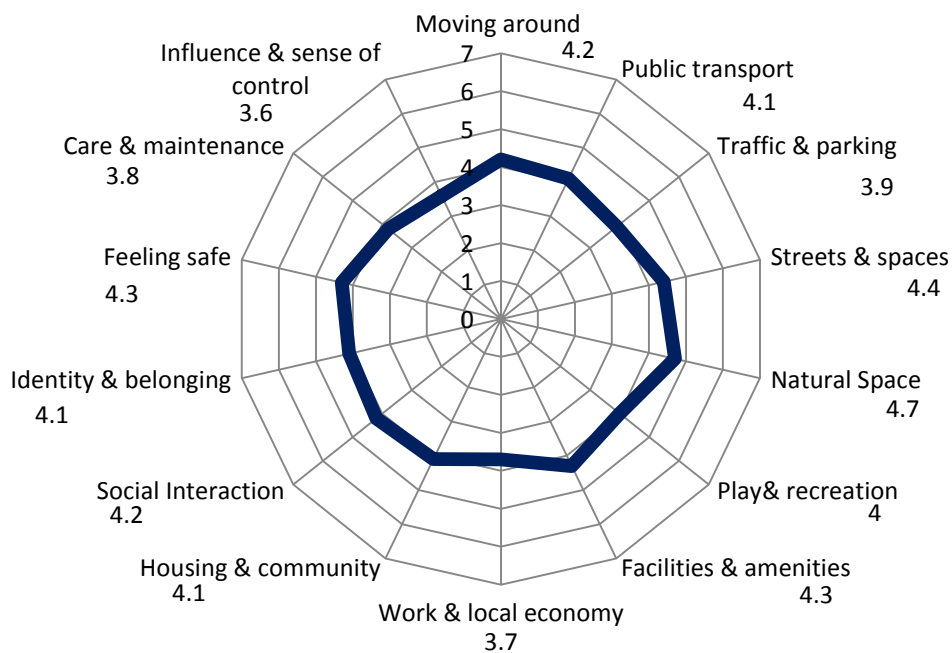 Moving around
4.2
Public transport
4.1
Traffic & parking
3.9
Streets & spaces
4.4
Natural Space
4.7
Play& recreation
4
Facilities & amenities
4.3
Work & local economy
3.7
Housing & community
4.1
Social Interaction
4.2
Identity & belonging
4.1
Feeling safe
4.3
Care & maintenance
3.8
Influence & sense of
control
3.6
7
6
5
4
3
2
1
0